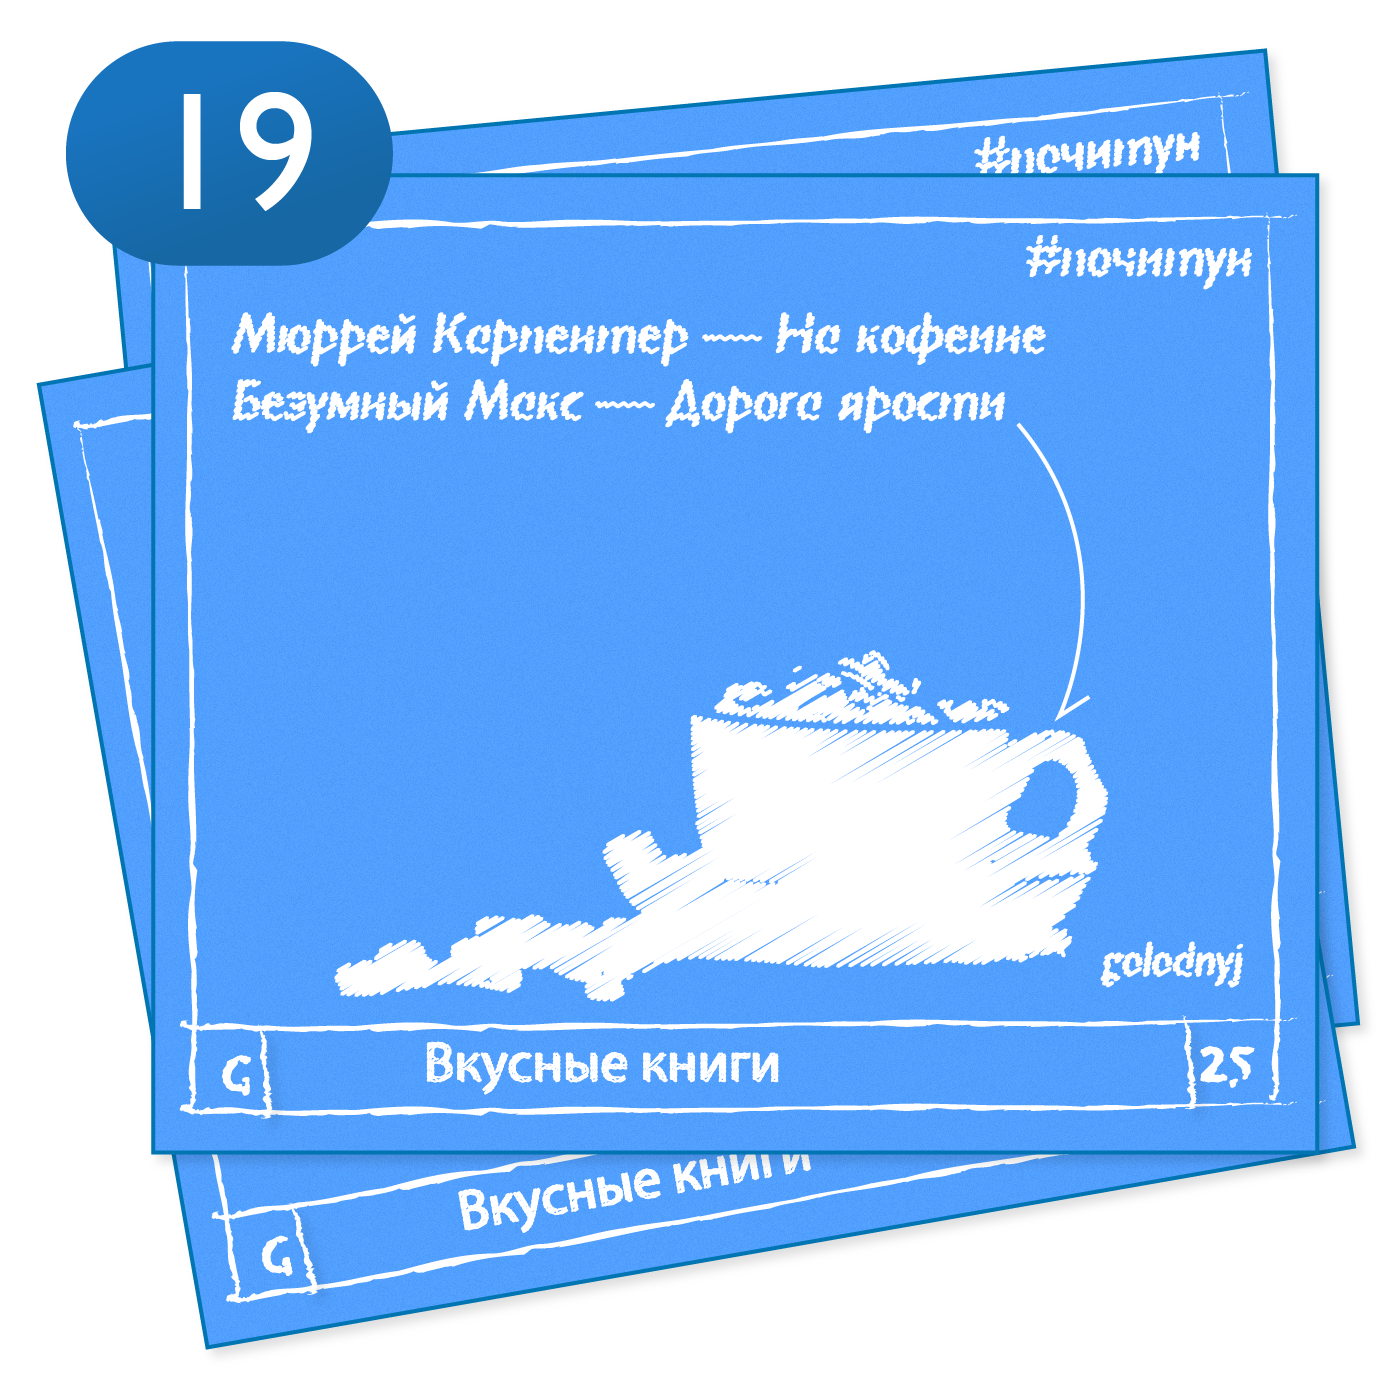 19
#почитун
#почитун
Мюррей Карпентер — На кофеине
Безумный Макс — Дорога ярости
golodnyj
G
Вкусные книги
25
Вкусные книги
G